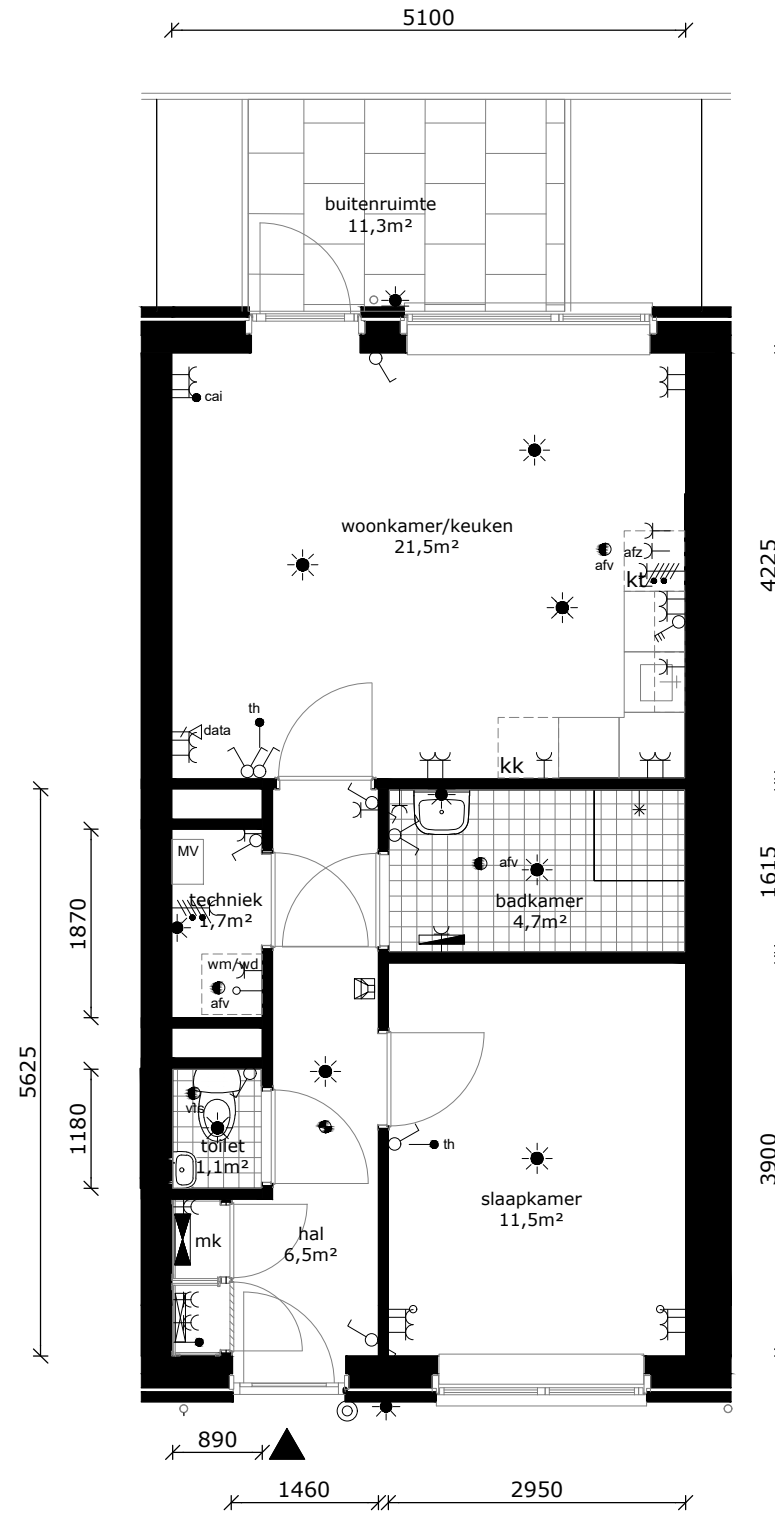 5100
buitenruimte
11,3m²
cai
woonkamer/keuken
21,5m²
afv
afz
kt
4225
th
data
kk
MV
techniek
1,7m²
wm/wd
afv
afv
badkamer
4,7m²
1615
1870
5625
1180
toilet
1,1m²
th
3900
slaapkamer
11,5m²
mk
hal
6,5m²
890
1460
2950